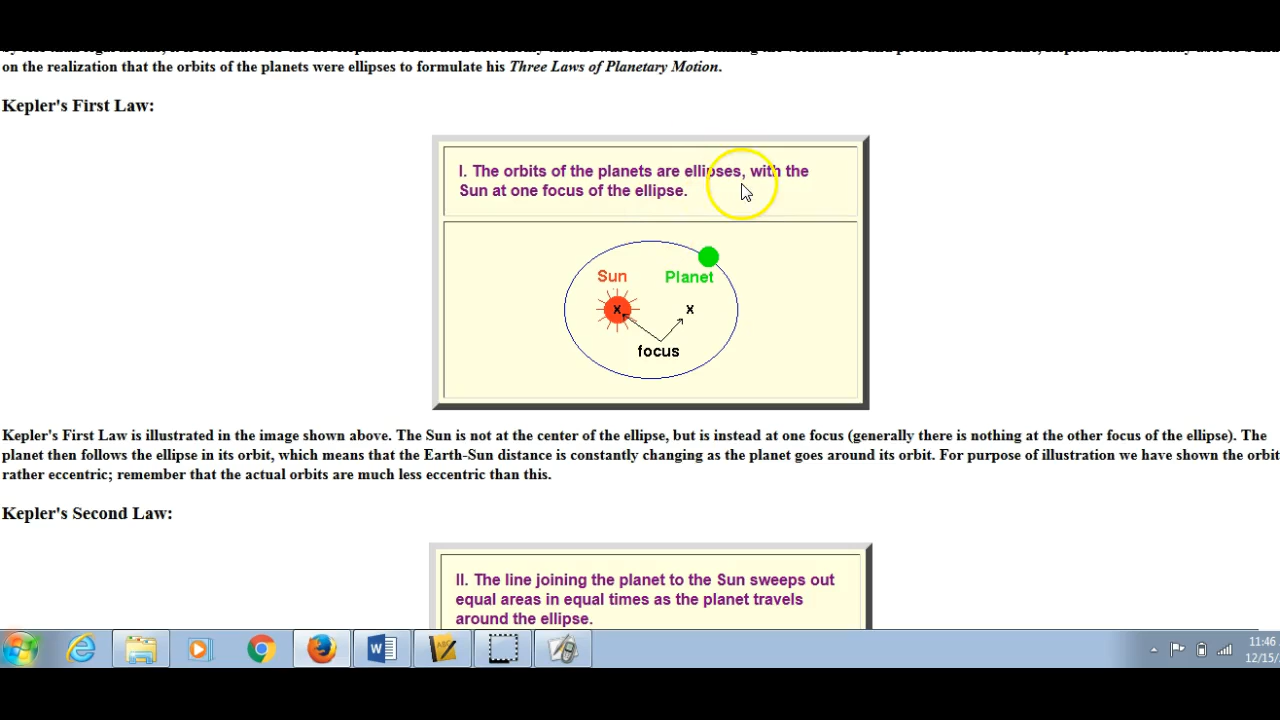 on the realization that the orbits of the planets were ellipses to formulate his Three Laws of Planetary Motion.
Kepler's First Law:
I. The orbits of the planets are ellipses, with the
Sun at one focus of the ellipse.
Sun
Planet
x
x
focus
Kepler's First Law is illustrated in the image shown above. The Sun is not at the center of the ellipse, but is instead at one focus (generally there is nothing at the other focus of the ellipse). The
planet then follows the ellipse in its orbit, which means that the Earth-Sun distance is constantly changing as the planet goes around its orbit. For purpose of illustration we have shown the orbit
rather eccentric; remember that the actual orbits are much less eccentric than this.
Kepler's Second Law:
II. The line joining the planet to the Sun sweeps out
equal areas in equal times as the planet travels
around the ellipse.
W
11:46
12/15/